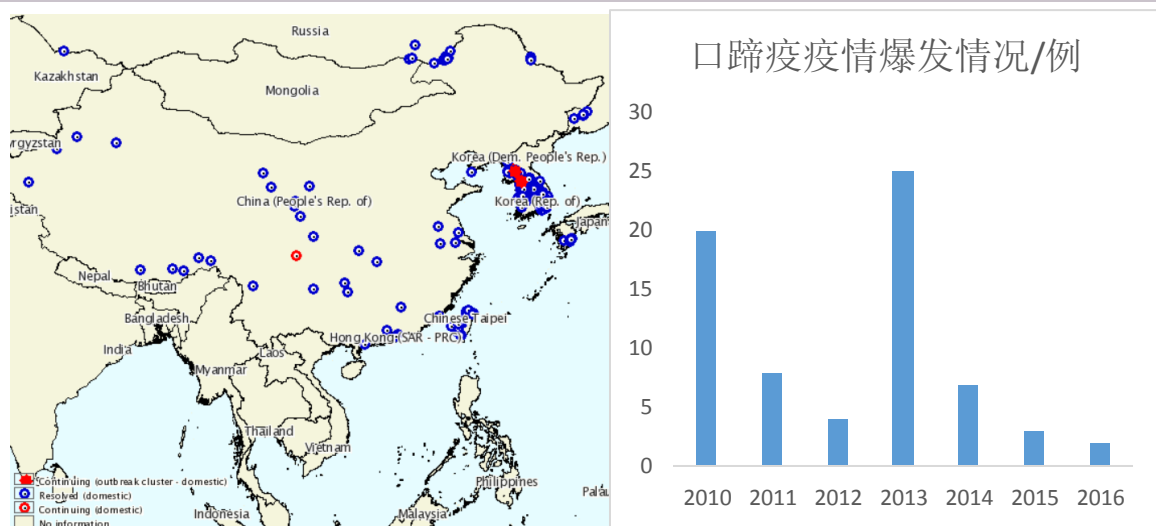 Russia
Kazakhstan
Mongolia
yrgyzstan
Korea (Dem. People's Rep.)
China (People's Rep. of)
Korea (Rep. of)
istan
Japan
Nepal
Bhutan
Bangladesh
Chinese Taipei
India
Hong Kong (SAR - PRC)
Laos
Myanmar
Thailand
Vietnam
Philippines
Palau
Indonesia
Malaysia
Continuing (outbreak cluster - domestic)
Resolved (domestic)
Continuing (domestic)
No information
口蹄疫疫情爆发情况/例
30
25
20
15
10
5
0
2010 2011 2012 2013 2014 2015 2016